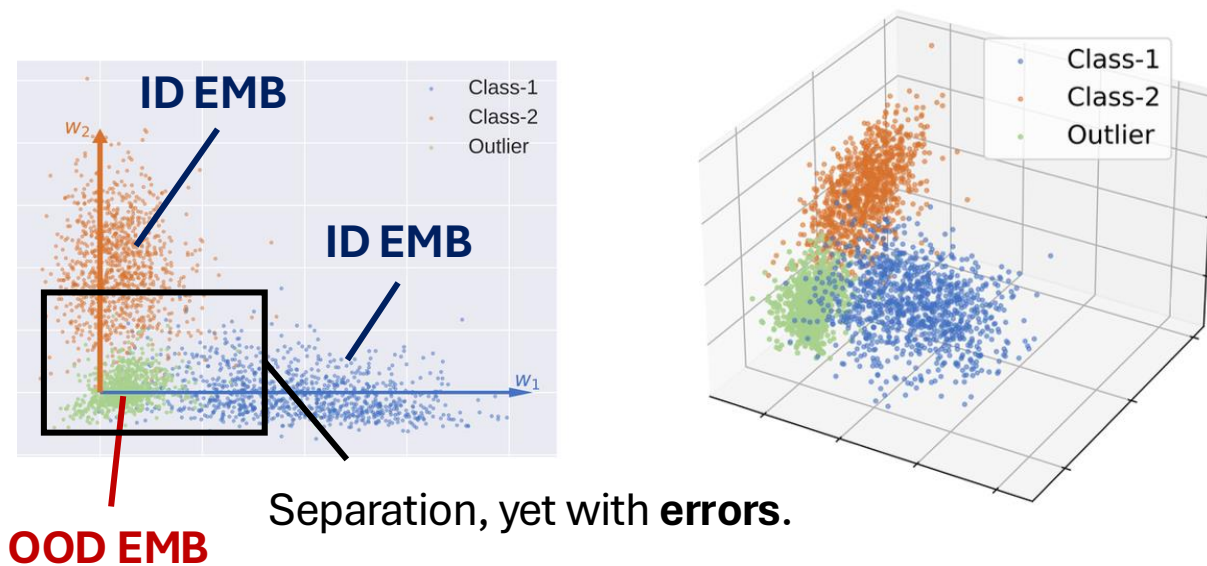 ID EMB
Class-1
Class-2
Outlier
w₂
ID EMB
w₁
Class-1
Class-2
Outlier
Separation, yet with errors.
OOD EMB